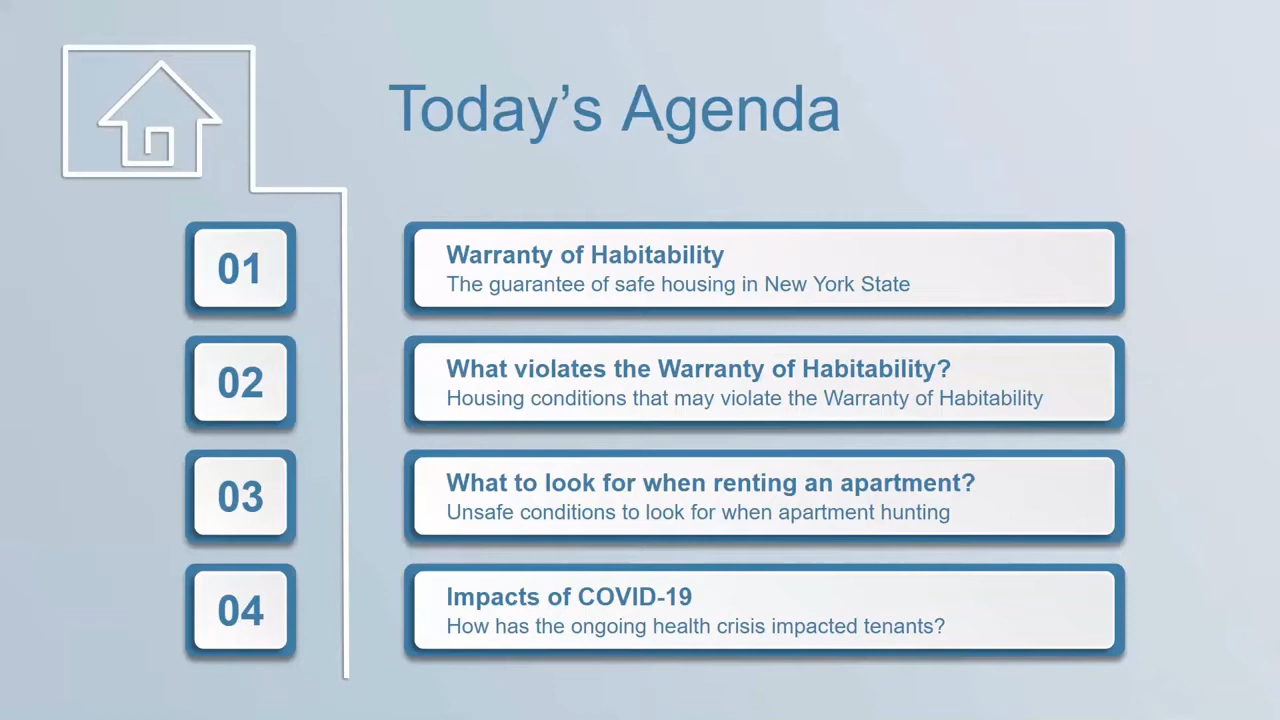 Today’s Agenda
01
Warranty of Habitability
The guarantee of safe housing in New York State
02
What violates the Warranty of Habitability?
Housing conditions that may violate the Warranty of Habitability
03
What to look for when renting an apartment?
Unsafe conditions to look for when apartment hunting
04
Impacts of COVID-19
How has the ongoing health crisis impacted tenants?